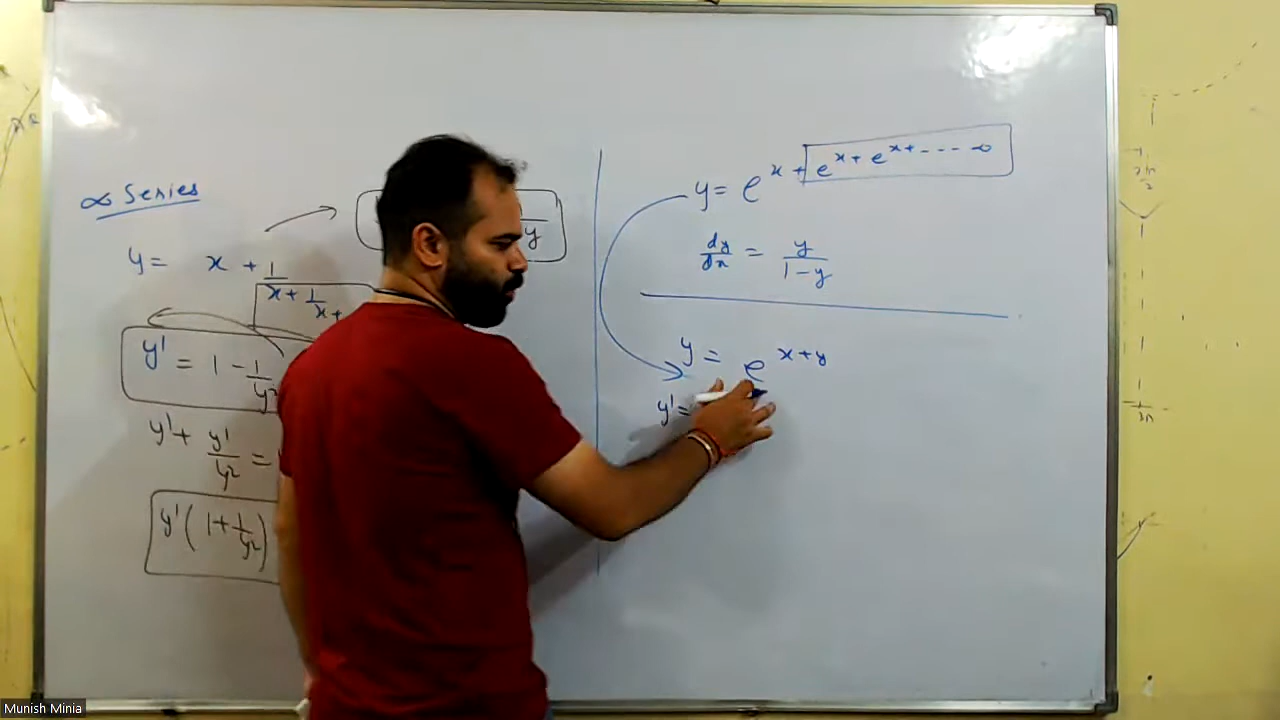 ∞ Series
y = x + 1/x + 1/x +
y
y' = 1 - 1/y²
y' + y'/y² =
y' ( 1 + 1/y² )
y = e^x + e^x + e^x + - - - - ∞
dy/dx = y/1-y
y = e^x+y
y' =
Munish Minia